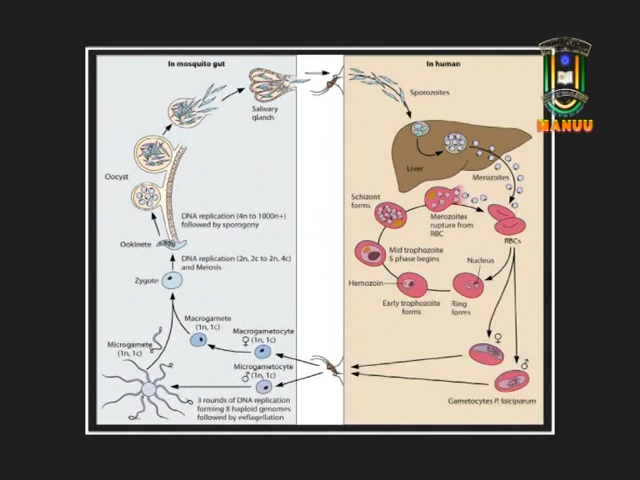 In mosquito gut
In human
MANUU
Salivary
glands
Sporozoites
Liver
Merozoites
Oocyst
Schizont
forms
Merozoites
rupture from
RBC
RBCs
DNA replication (4n to 1000n+)
followed by sporogony
Ookinete
Mid trophozoite
S phase begins
Nucleus
DNA replication (2n, 2c to 2n, 4c)
and Meiosis
Zygote
Hemozoin
Early trophozoite
forms
Ring
forms
Macrogamete
(1n, 1c)
Macrogametocyte
♀ (1n, 1c)
♀
Microgamete
(1n, 1c)
Microgametocyte
♂ (1n, 1c)
♂
3 rounds of DNA replication
forming 8 haploid genomes
followed by exflagellation
Gametocytes P. falciparum